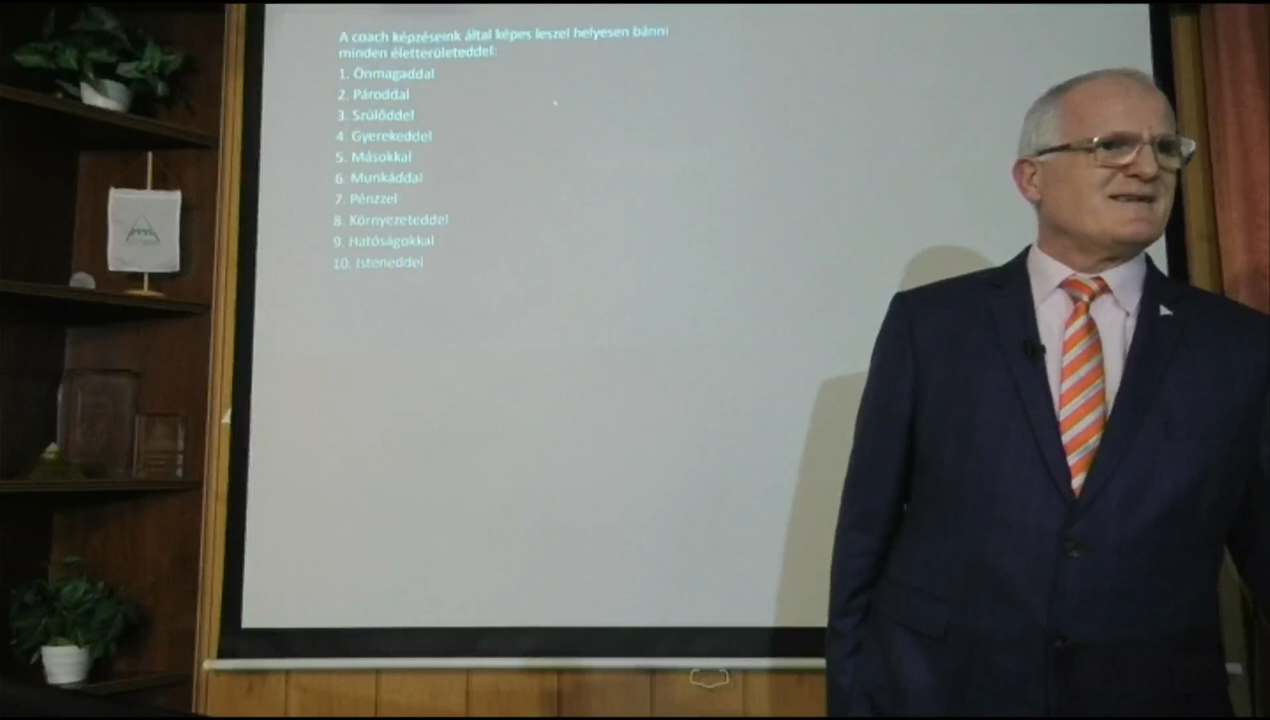 A coach képzéseink által képes leszel helyesen bánni
minden életterületeddel:
1. Önmagaddal
2. Pároddal
3. Szülőddel
4. Gyerekeddel
5. Másokkal
6. Munkáddal
7. Pénzzel
8. Környezeteddel
9. Hatóságokkal
10. Isteneddel